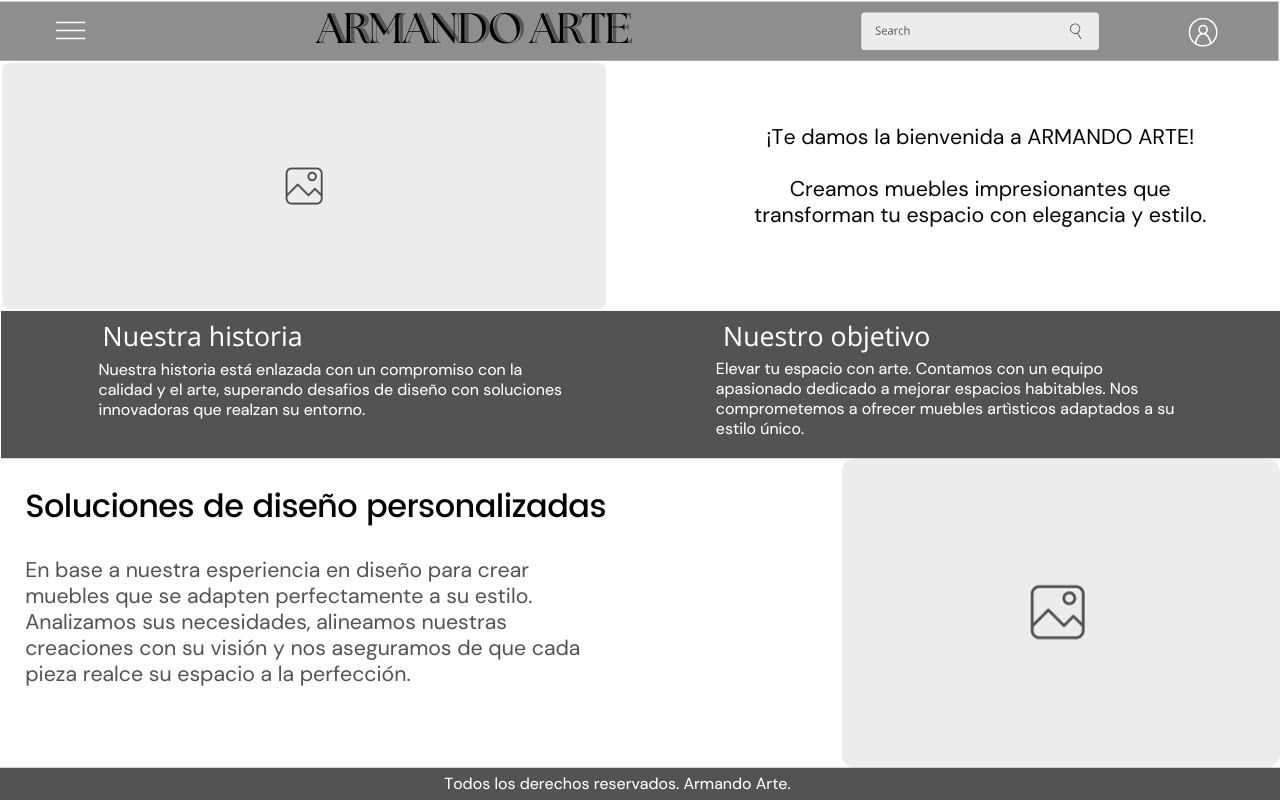 ARMANDO ARTE
Search
¡Te damos la bienvenida a ARMANDO ARTE!
Creamos muebles impresionantes que
transforman tu espacio con elegancia y estilo.
Nuestra historia
Nuestra historia está enlazada con un compromiso con la
calidad y el arte, superando desafios de diseño con soluciones
innovadoras que realzan su entorno.
Nuestro objetivo
Elevar tu espacio con arte. Contamos con un equipo
apasionado dedicado a mejorar espacios habitables. Nos
comprometemos a ofrecer muebles artìsticos adaptados a su
estilo único.
Soluciones de diseño personalizadas
En base a nuestra esperiencia en diseño para crear
muebles que se adapten perfectamente a su estilo.
Analizamos sus necesidades, alineamos nuestras
creaciones con su visión y nos aseguramos de que cada
pieza realce su espacio a la perfección.
Todos los derechos reservados. Armando Arte.